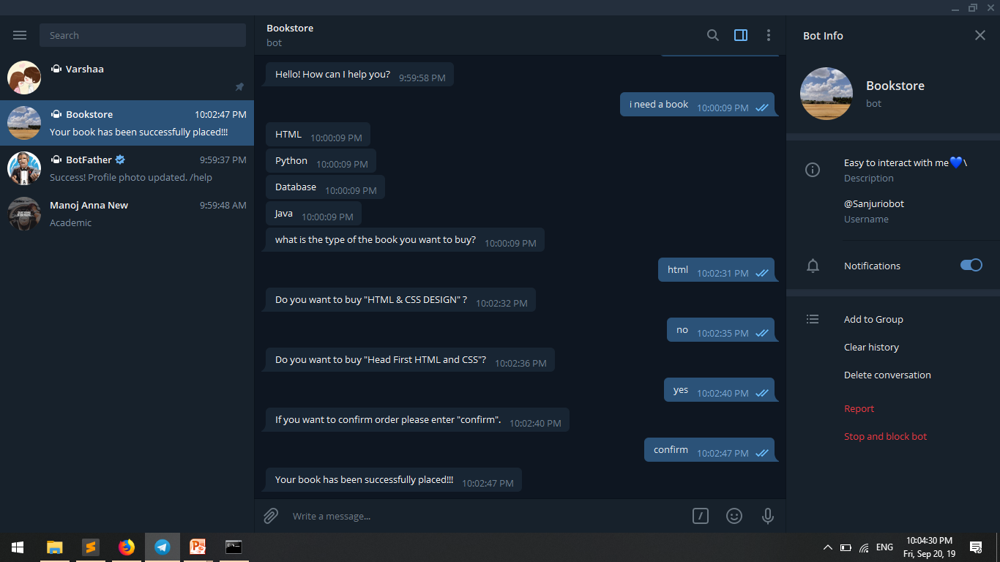 Search
Varshaa
Bookstore 10:02:47 PM
Your book has been successfully placed!!!
BotFather 9:59:37 PM
Success! Profile photo updated. /help
Manoj Anna New 9:59:48 AM
Academic
Bookstore
bot
Hello! How can I help you? 9:59:58 PM
i need a book 10:00:09 PM
HTML 10:00:09 PM
Python 10:00:09 PM
Database 10:00:09 PM
Java 10:00:09 PM
what is the type of the book you want to buy? 10:00:09 PM
html 10:02:31 PM
Do you want to buy "HTML & CSS DESIGN" ? 10:02:32 PM
no 10:02:35 PM
Do you want to buy "Head First HTML and CSS"? 10:02:36 PM
yes 10:02:40 PM
If you want to confirm order please enter "confirm". 10:02:40 PM
confirm 10:02:47 PM
Your book has been successfully placed!!! 10:02:47 PM
Write a message...
Bot Info
Bookstore
bot
Easy to interact with me💙\
Description
@Sanjuriobot
Username
Notifications
Add to Group
Clear history
Delete conversation
Report
Stop and block bot
ENG
10:04:30 PM
Fri, Sep 20, 19